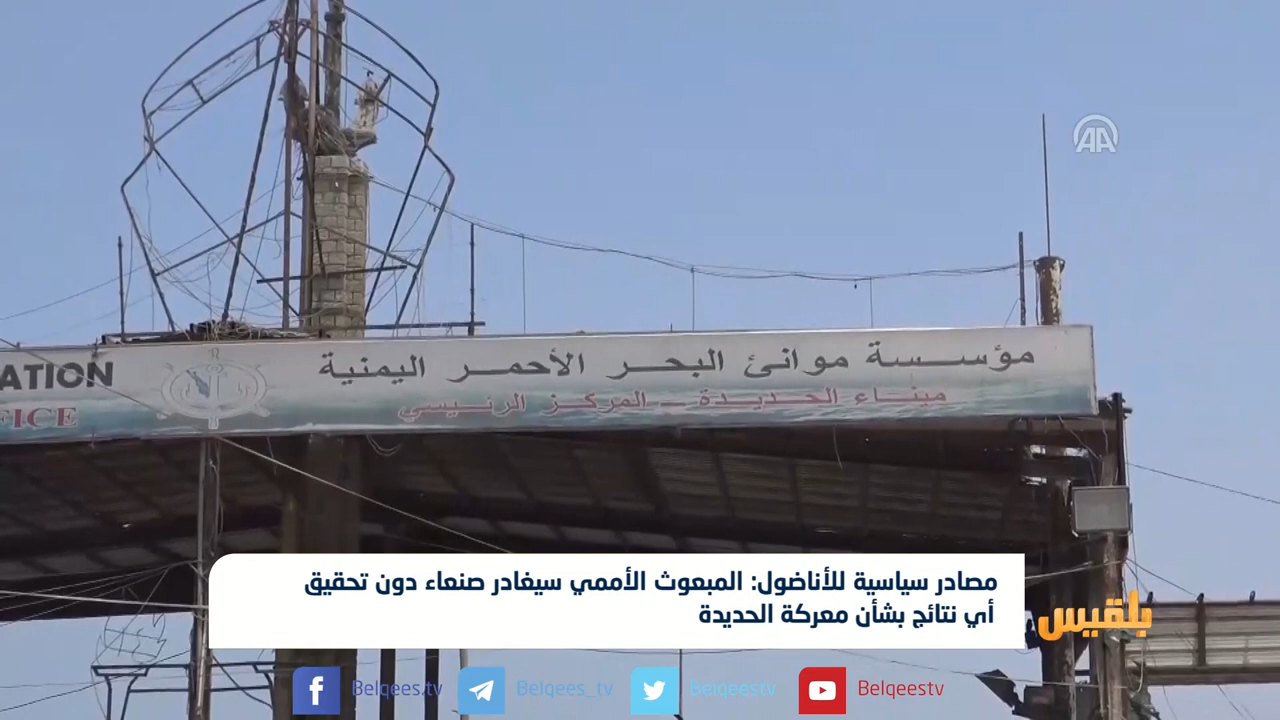 AA
مؤسسة موانئ البحر الأحمر اليمنية
ATION
ميناء الحديدة - المركز الرئيسي
FICE
مصادر سياسية للأناضول: المبعوث الأممي سيغادر صنعاء دون تحقيق
أي نتائج بشأن معركة الحديدة
بلقيس
Belqees.tv
Belqees_tv
Belqeestv
Belqeestv